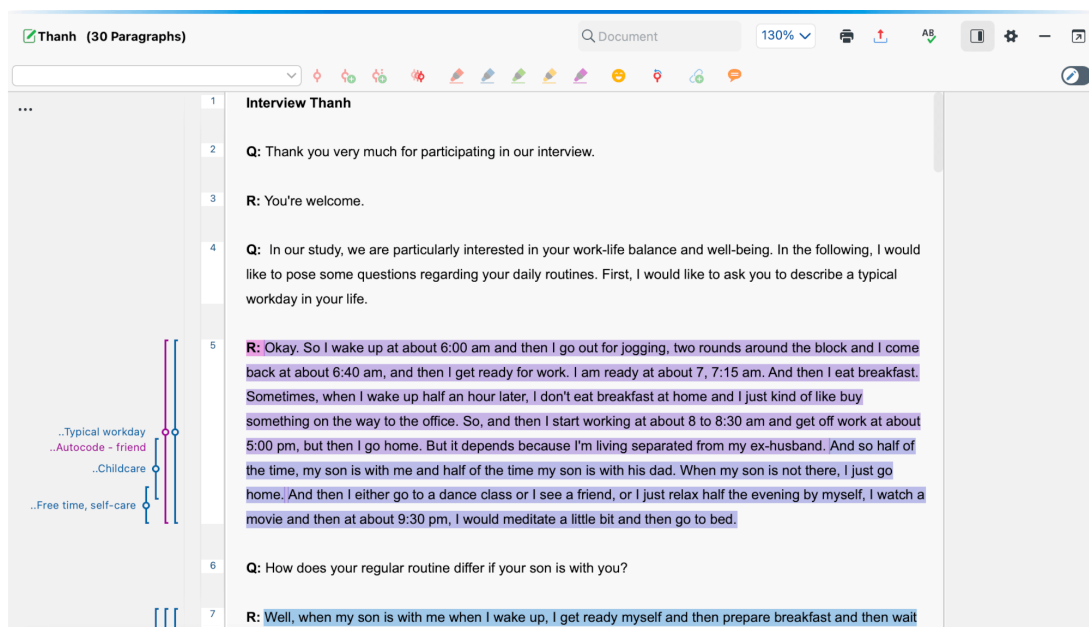 Thanh (30 Paragraphs)
Document
130%
AB
1
Interview Thanh
2
Q: Thank you very much for participating in our interview.
3
R: You're welcome.
4
Q: In our study, we are particularly interested in your work-life balance and well-being. In the following, I would
like to pose some questions regarding your daily routines. First, I would like to ask you to describe a typical
workday in your life.
5
R: Okay. So I wake up at about 6:00 am and then I go out for jogging, two rounds around the block and I come
back at about 6:40 am, and then I get ready for work. I am ready at about 7, 7:15 am. And then I eat breakfast.
Sometimes, when I wake up half an hour later, I don't eat breakfast at home and I just kind of like buy
something on the way to the office. So, and then I start working at about 8 to 8:30 am and get off work at about
5:00 pm, but then I go home. But it depends because I'm living separated from my ex-husband. And so half of
the time, my son is with me and half of the time my son is with his dad. When my son is not there, I just go
home. And then I either go to a dance class or I see a friend, or I just relax half the evening by myself, I watch a
movie and then at about 9:30 pm, I would meditate a little bit and then go to bed.
..Typical workday
..Autocode - friend
..Childcare
..Free time, self-care
6
Q: How does your regular routine differ if your son is with you?
7
R: Well, when my son is with me when I wake up, I get ready myself and then prepare breakfast and then wait